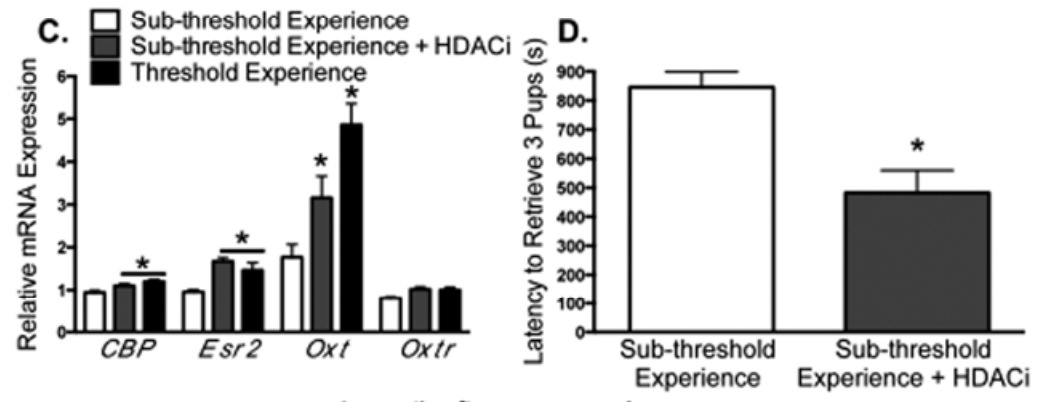 C.
Sub-threshold Experience
Sub-threshold Experience + HDACi
Threshold Experience
Relative mRNA Expression
6
5
4
3
2
1
0
*
*
*
*
CBP
Esr2
Oxt
Oxtr
D.
Latency to Retrieve 3 Pups (s)
900
800
700
600
500
400
300
200
100
0
*
Sub-threshold
Experience
Sub-threshold
Experience + HDACi